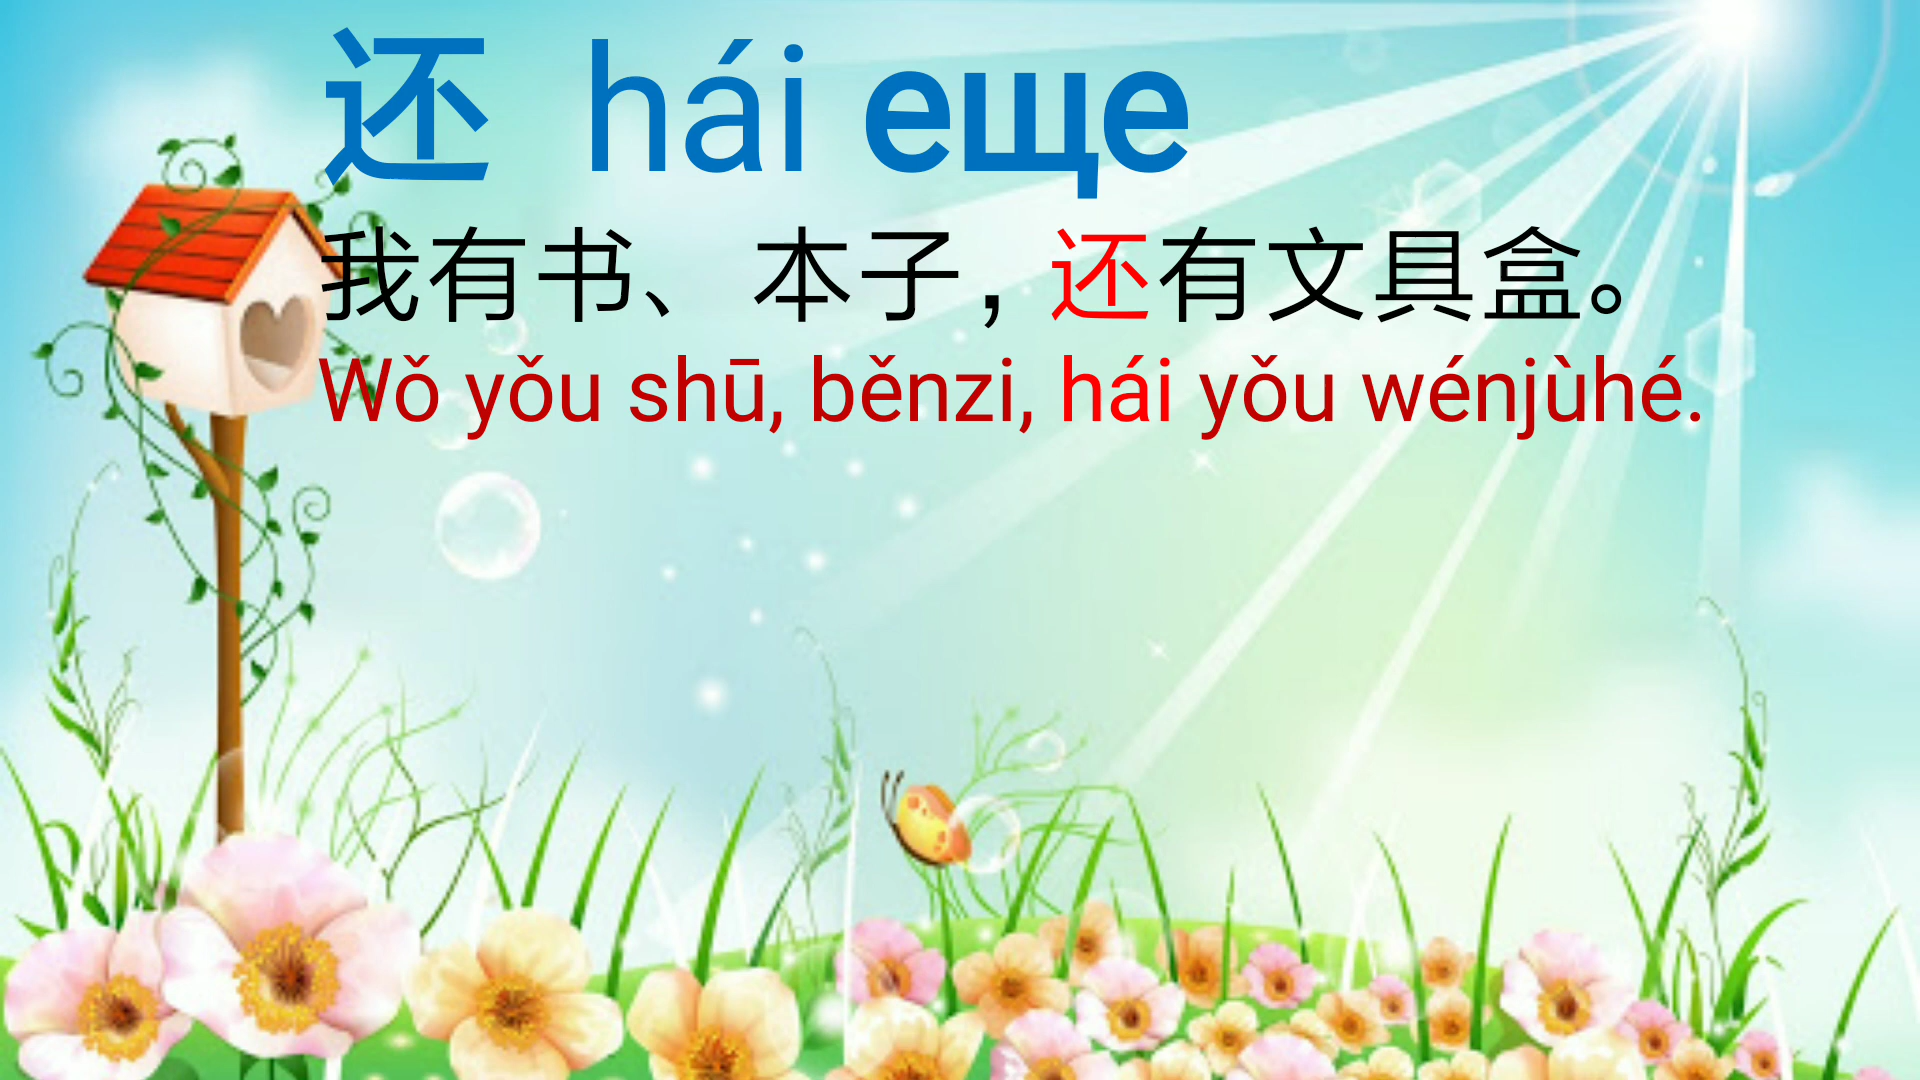 还 hái еще
我有书、本子，还有文具盒。
Wǒ yǒu shū, běnzi, hái yǒu wénjùhé.